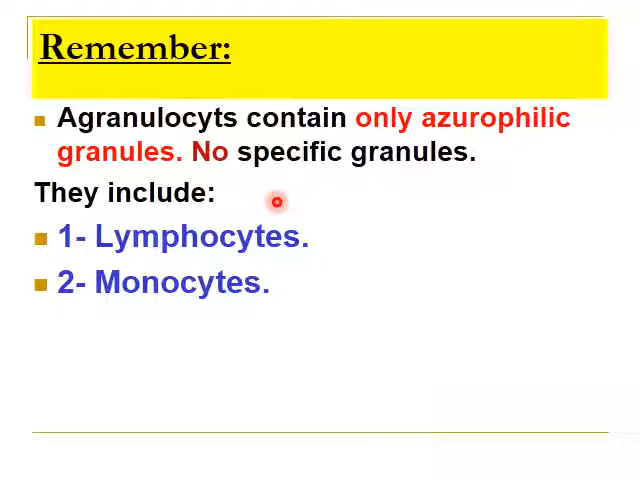 Remember:
Agranulocyts contain only azurophilic
granules. No specific granules.
They include:
1- Lymphocytes.
2- Monocytes.